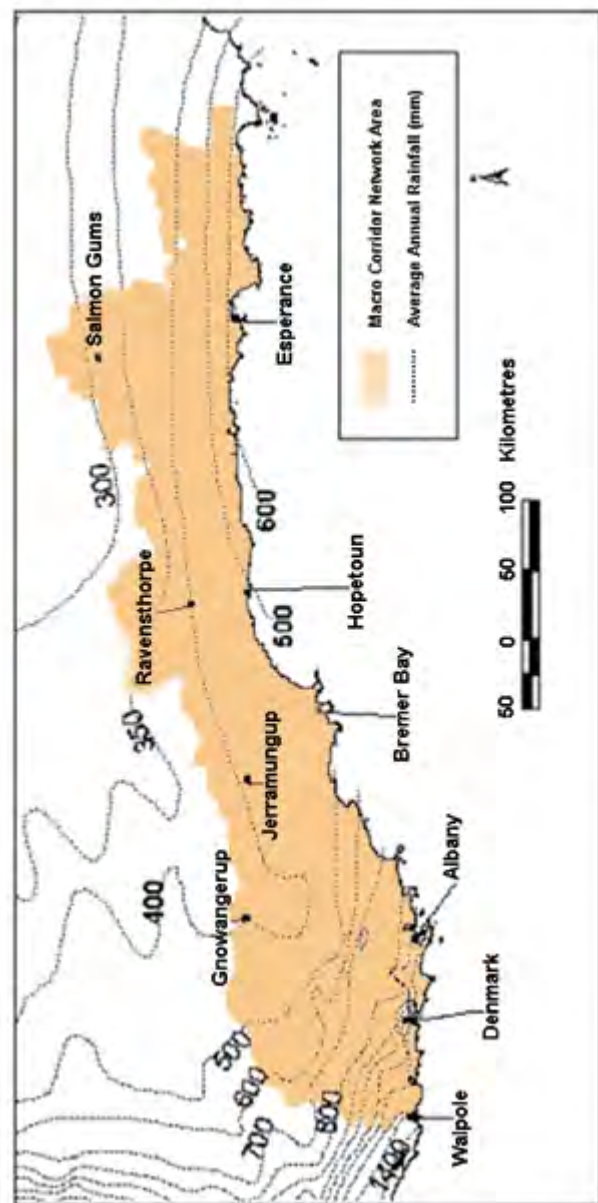 300
350
400
500
600
700
800
1400
Salmon Gums
Ravensthorpe
Jerramungup
Gnowangerup
Esperance
600
Hopetoun
500
Bremer Bay
Albany
Denmark
Walpole
Macro Corridor Network Area
Average Annual Rainfall (mm)
50 0 50 100 Kilometres